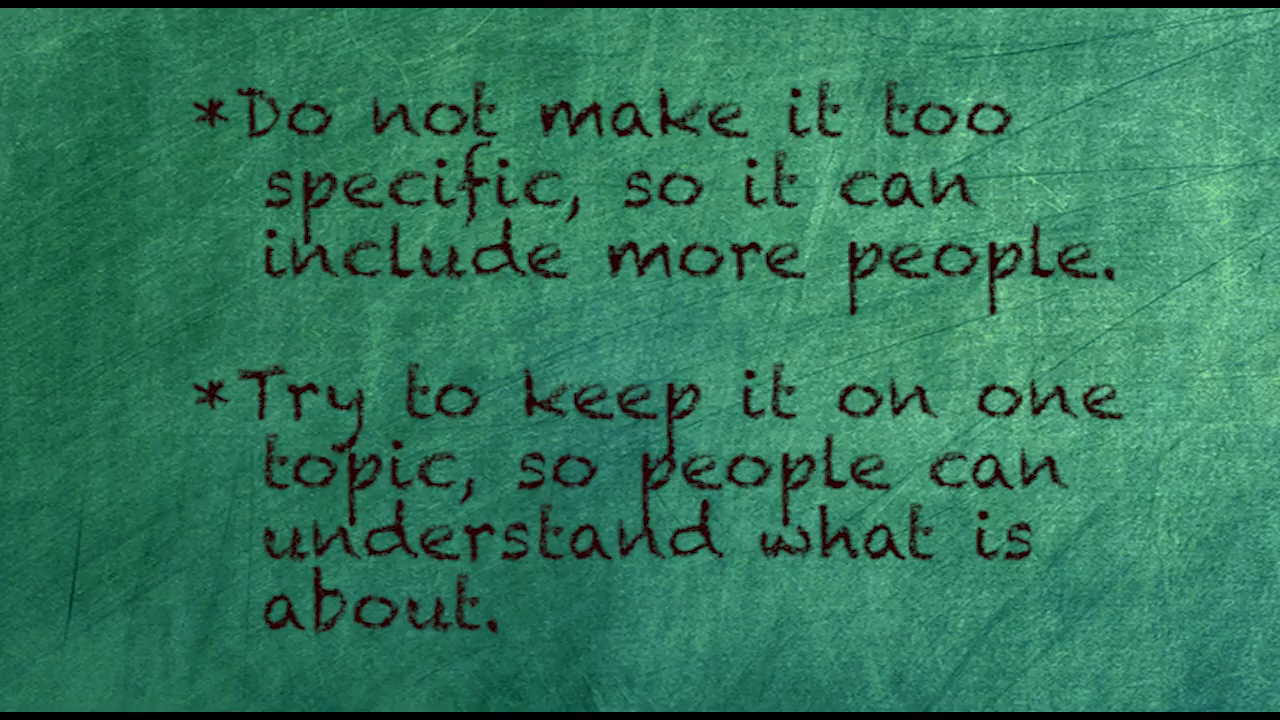 *Do not make it too
specific, so it can
include more people.
*Try to keep it on one
topic, so people can
understand what is
about.